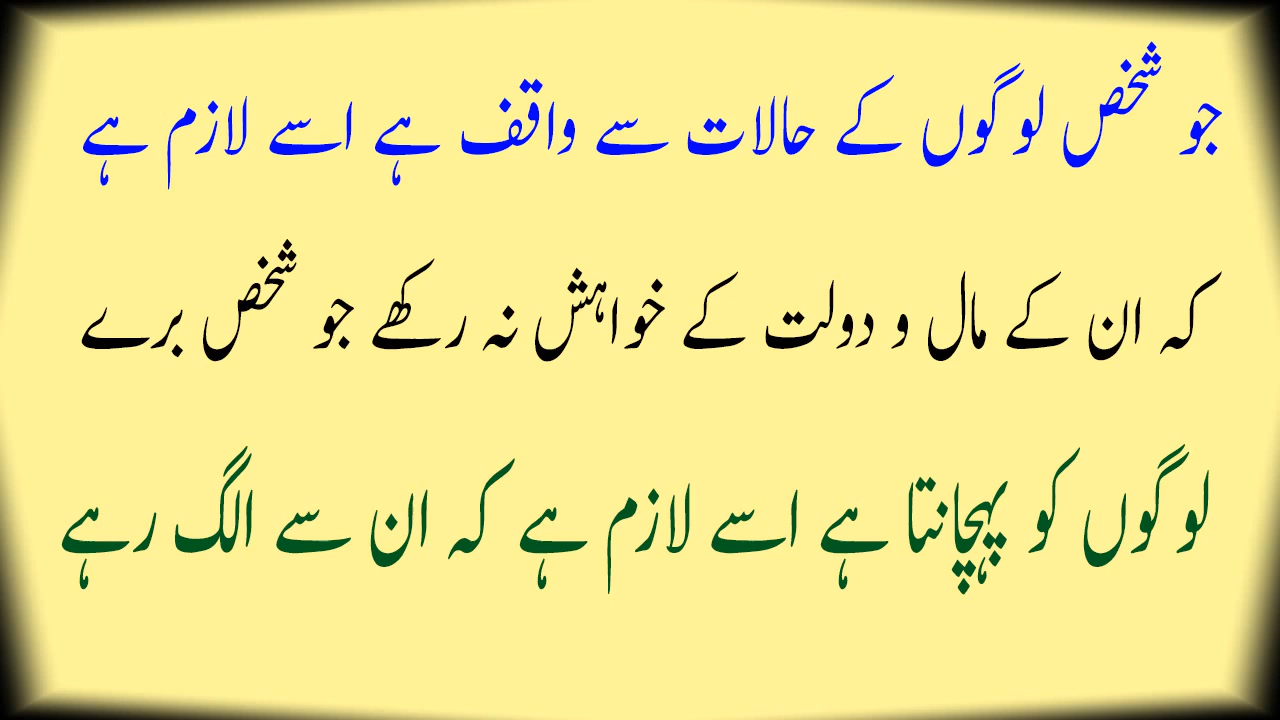 جو شخص لوگوں کے حالات سے واقف ہے اسے لازم ہے
کہ ان کے مال و دولت کے خواہش نہ رکھے جو شخص برے
لوگوں کو پہچانتا ہے اسے لازم ہے کہ ان سے الگ رہے